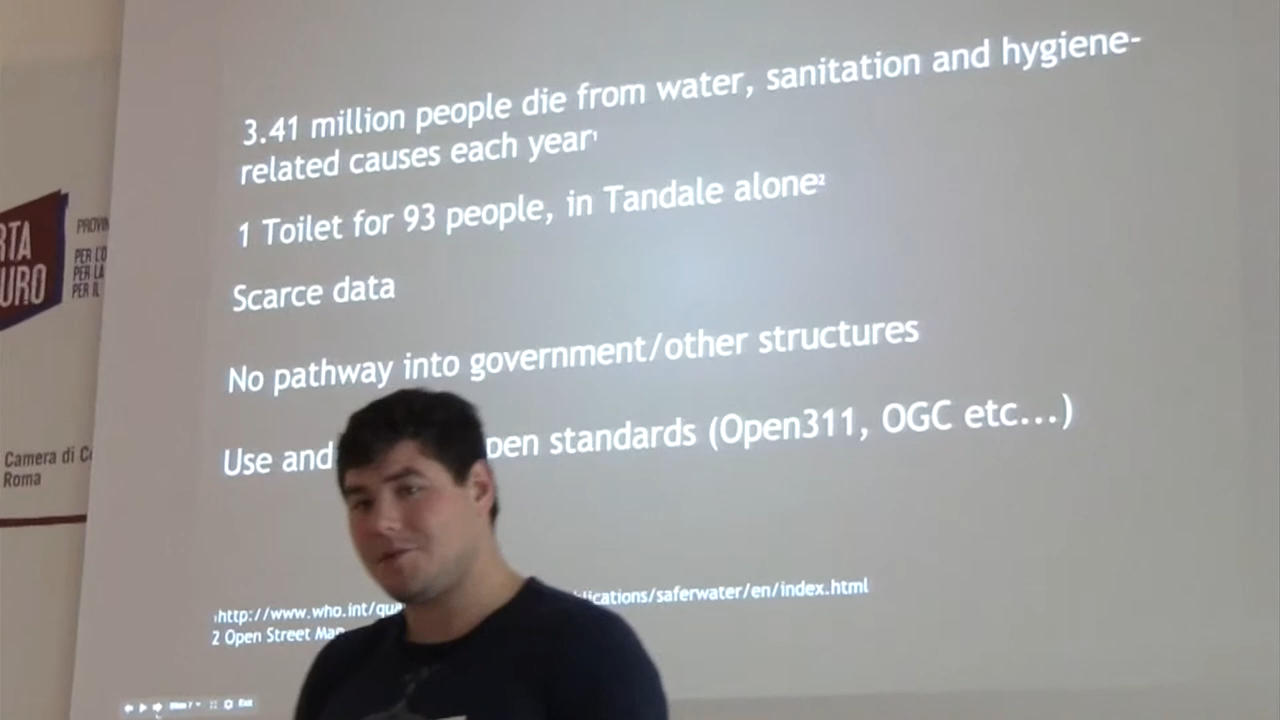 3.41 million people die from water, sanitation and hygiene-
related causes each year¹
1 Toilet for 93 people, in Tandale alone²
Scarce data
No pathway into government/other structures
Use and pen standards (Open311, OGC etc...)
¹http://www.who.int/qua lications/saferwater/en/index.html
2 Open Street Map
RTA
URO
PROVIN
PER L'O
PER LA
PER IL
Camera di C
Roma
Exit